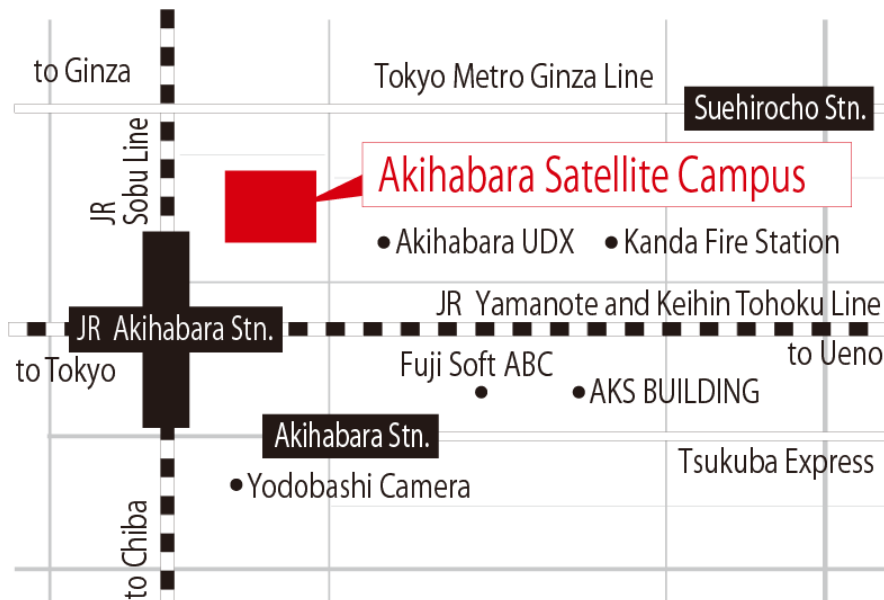 to Ginza
Tokyo Metro Ginza Line
Suehirocho Stn.
JR
Sobu Line
Akihabara Satellite Campus
Akihabara UDX
Kanda Fire Station
JR Yamanote and Keihin Tohoku Line
JR Akihabara Stn.
to Tokyo
to Ueno
Fuji Soft ABC
AKS BUILDING
Akihabara Stn.
Tsukuba Express
Yodobashi Camera
to Chiba